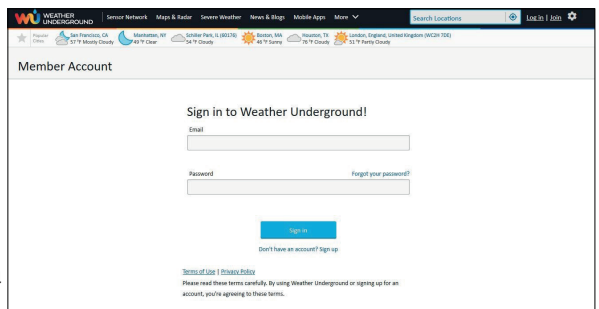 WEATHER UNDERGROUND Sensor Network Maps & Radar Severe Weather News & Blogs Mobile Apps More Search Locations Log in | Join
Popular Cities San Francisco, CA 57 °F Mostly Cloudy Manhattan, NY 49 °F Clear Schiller Park, IL (60176) 54 °F Cloudy Boston, MA 46 °F Sunny Houston, TX 76 °F Cloudy London, England, United Kingdom (WC2H 7DE) 51 °F Partly Cloudy
Member Account
Sign in to Weather Underground!
Email
Password Forgot your password?
Sign in
Don't have an account? Sign up
Terms of Use | Privacy Policy
Please read these terms carefully. By using Weather Underground or signing up for an
account, you're agreeing to these terms.